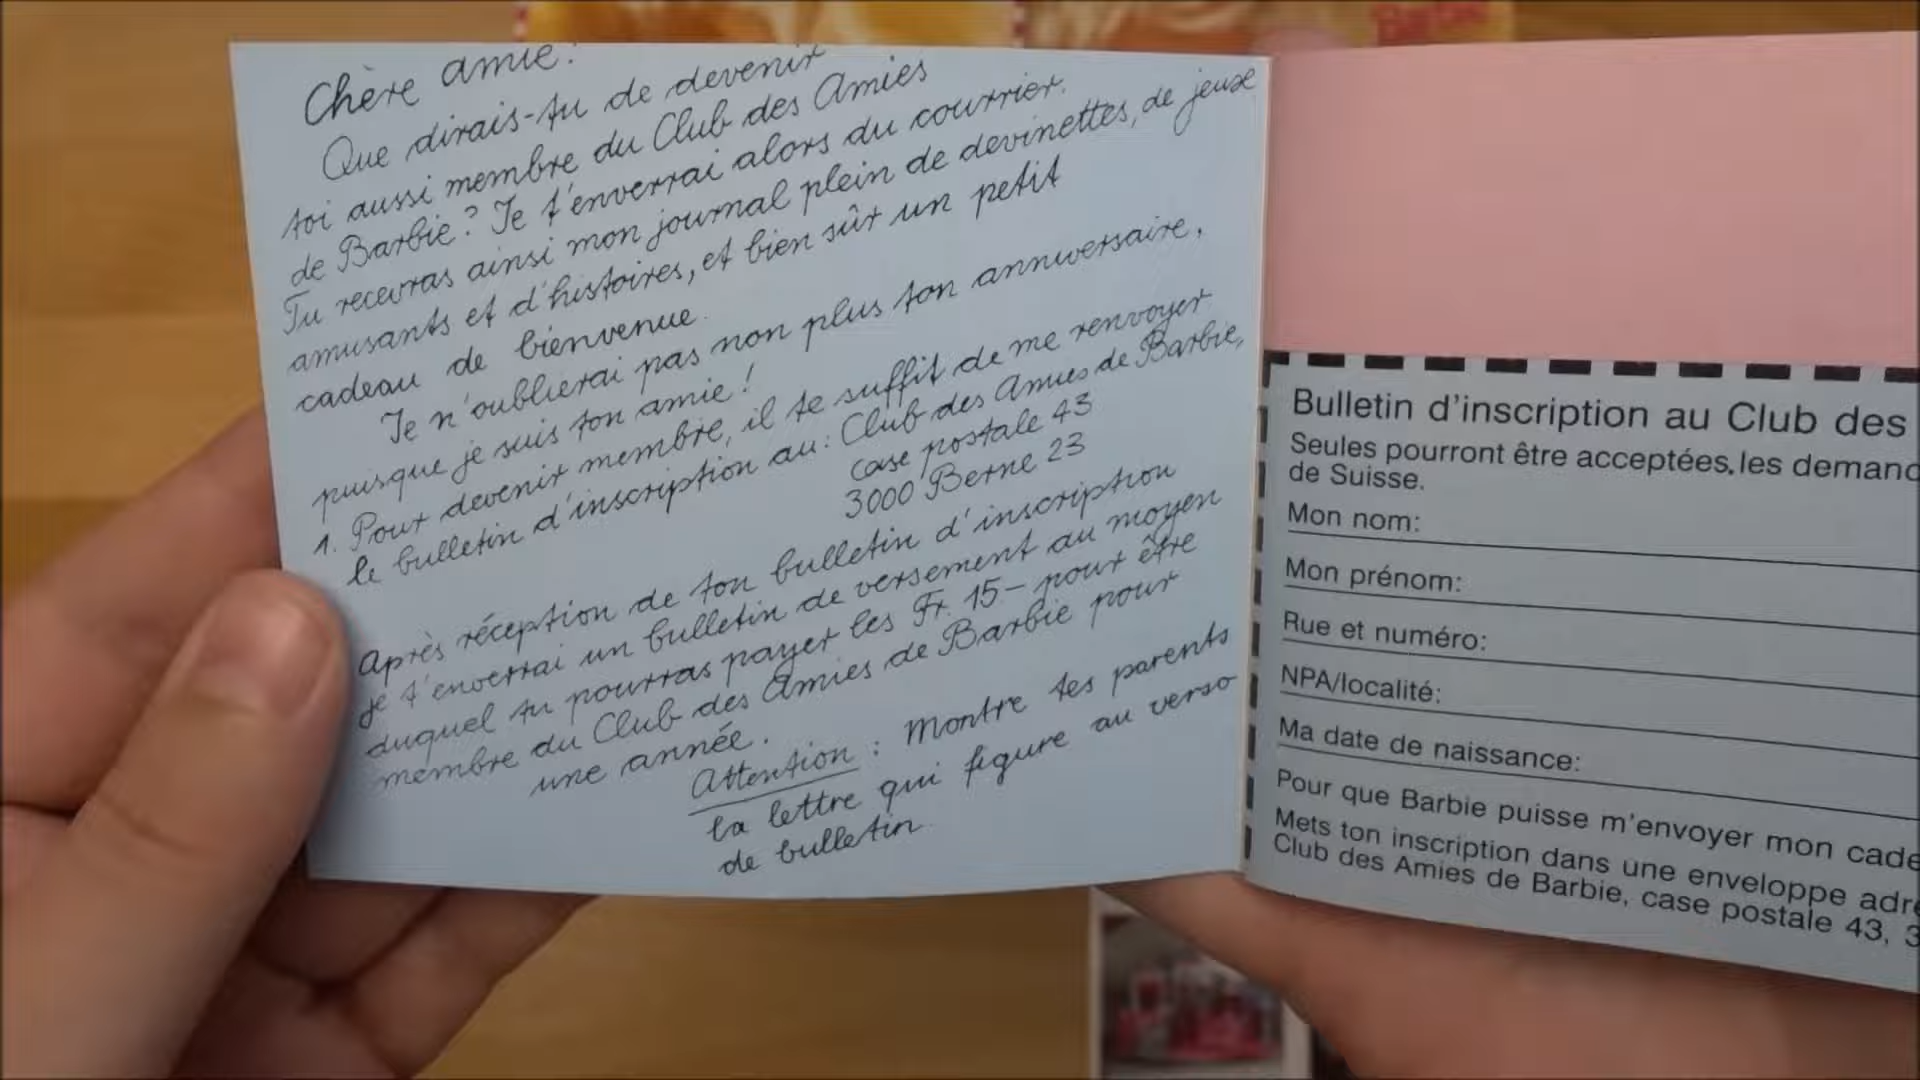 Barbie
Chère amie!
Que dirais-tu de devenir
toi aussi membre du Club des Amies
de Barbie? Je t'enverrai alors du courrier.
Tu recevras ainsi mon journal plein de devinettes, de jeux
amusants et d'histoires, et bien sûr un petit
cadeau de bienvenue.
Je n'oublierai pas non plus ton anniversaire,
puisque je suis ton amie!
1. Pour devenir membre, il te suffit de me renvoyer
le bulletin d'inscription au: Club des Amies de Barbie,
case postale 43
3000 Berne 23
Après réception de ton bulletin d'inscription
je t'enverrai un bulletin de versement au moyen
duquel tu pourras payer les Fr. 15- pour être
membre du Club des Amies de Barbie pour
une année.
Attention: Montre tes parents
la lettre qui figure au verso
de bulletin
Bulletin d'inscription au Club des
Seules pourront être acceptées, les demand
de Suisse.
Mon nom:
Mon prénom:
Rue et numéro:
NPA/localité:
Ma date de naissance:
Pour que Barbie puisse m'envoyer mon cade
Mets ton inscription dans une enveloppe adre
Club des Amies de Barbie, case postale 43, 3